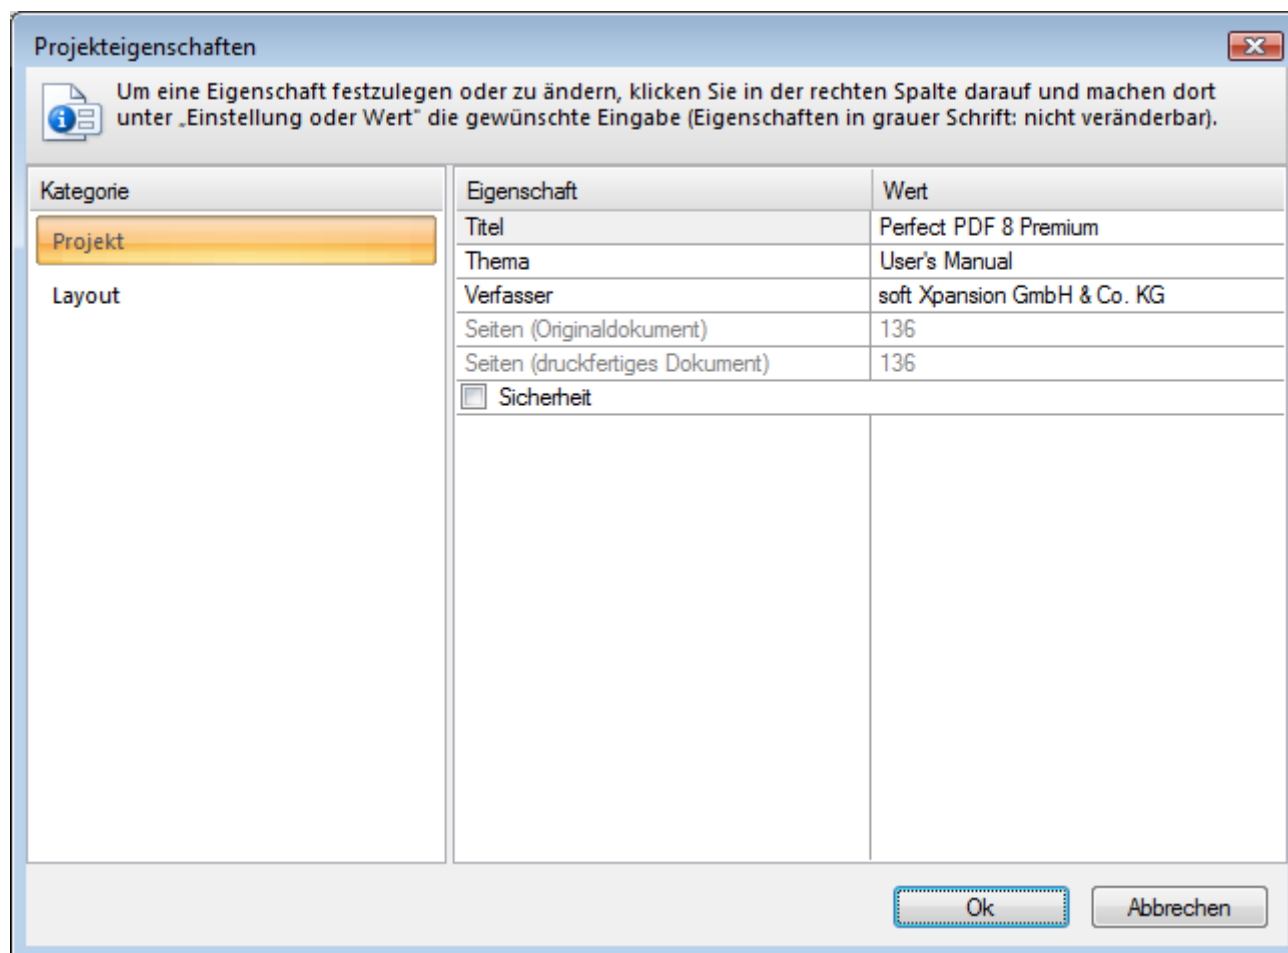 Projekteigenschaften
Um eine Eigenschaft festzulegen oder zu ändern, klicken Sie in der rechten Spalte darauf und machen dort
unter „Einstellung oder Wert" die gewünschte Eingabe (Eigenschaften in grauer Schrift: nicht veränderbar).
Kategorie
Projekt
Layout
Eigenschaft Wert
Titel Perfect PDF 8 Premium
Thema User's Manual
Verfasser soft Xpansion GmbH & Co. KG
Seiten (Originaldokument) 136
Seiten (druckfertiges Dokument) 136
Sicherheit
Ok Abbrechen